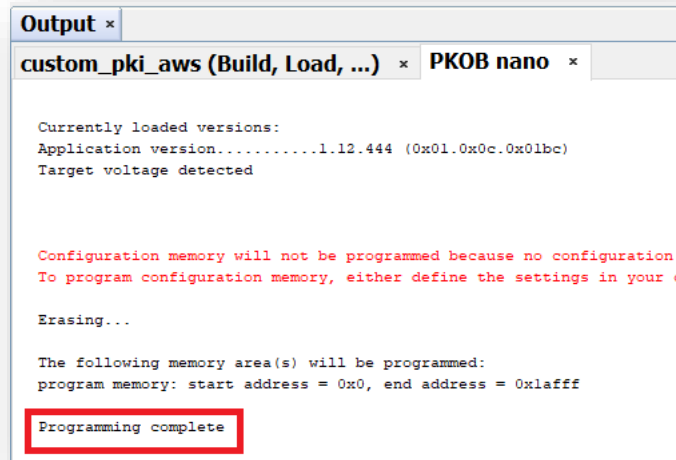 Output ×
custom_pki_aws (Build, Load, ...) × PKOB nano ×
Currently loaded versions:
Application version...........1.12.444 (0x01.0x0c.0x01bc)
Target voltage detected
Configuration memory will not be programmed because no configuration
To program configuration memory, either define the settings in your
Erasing...
The following memory area(s) will be programmed:
program memory: start address = 0x0, end address = 0x1afff
Programming complete